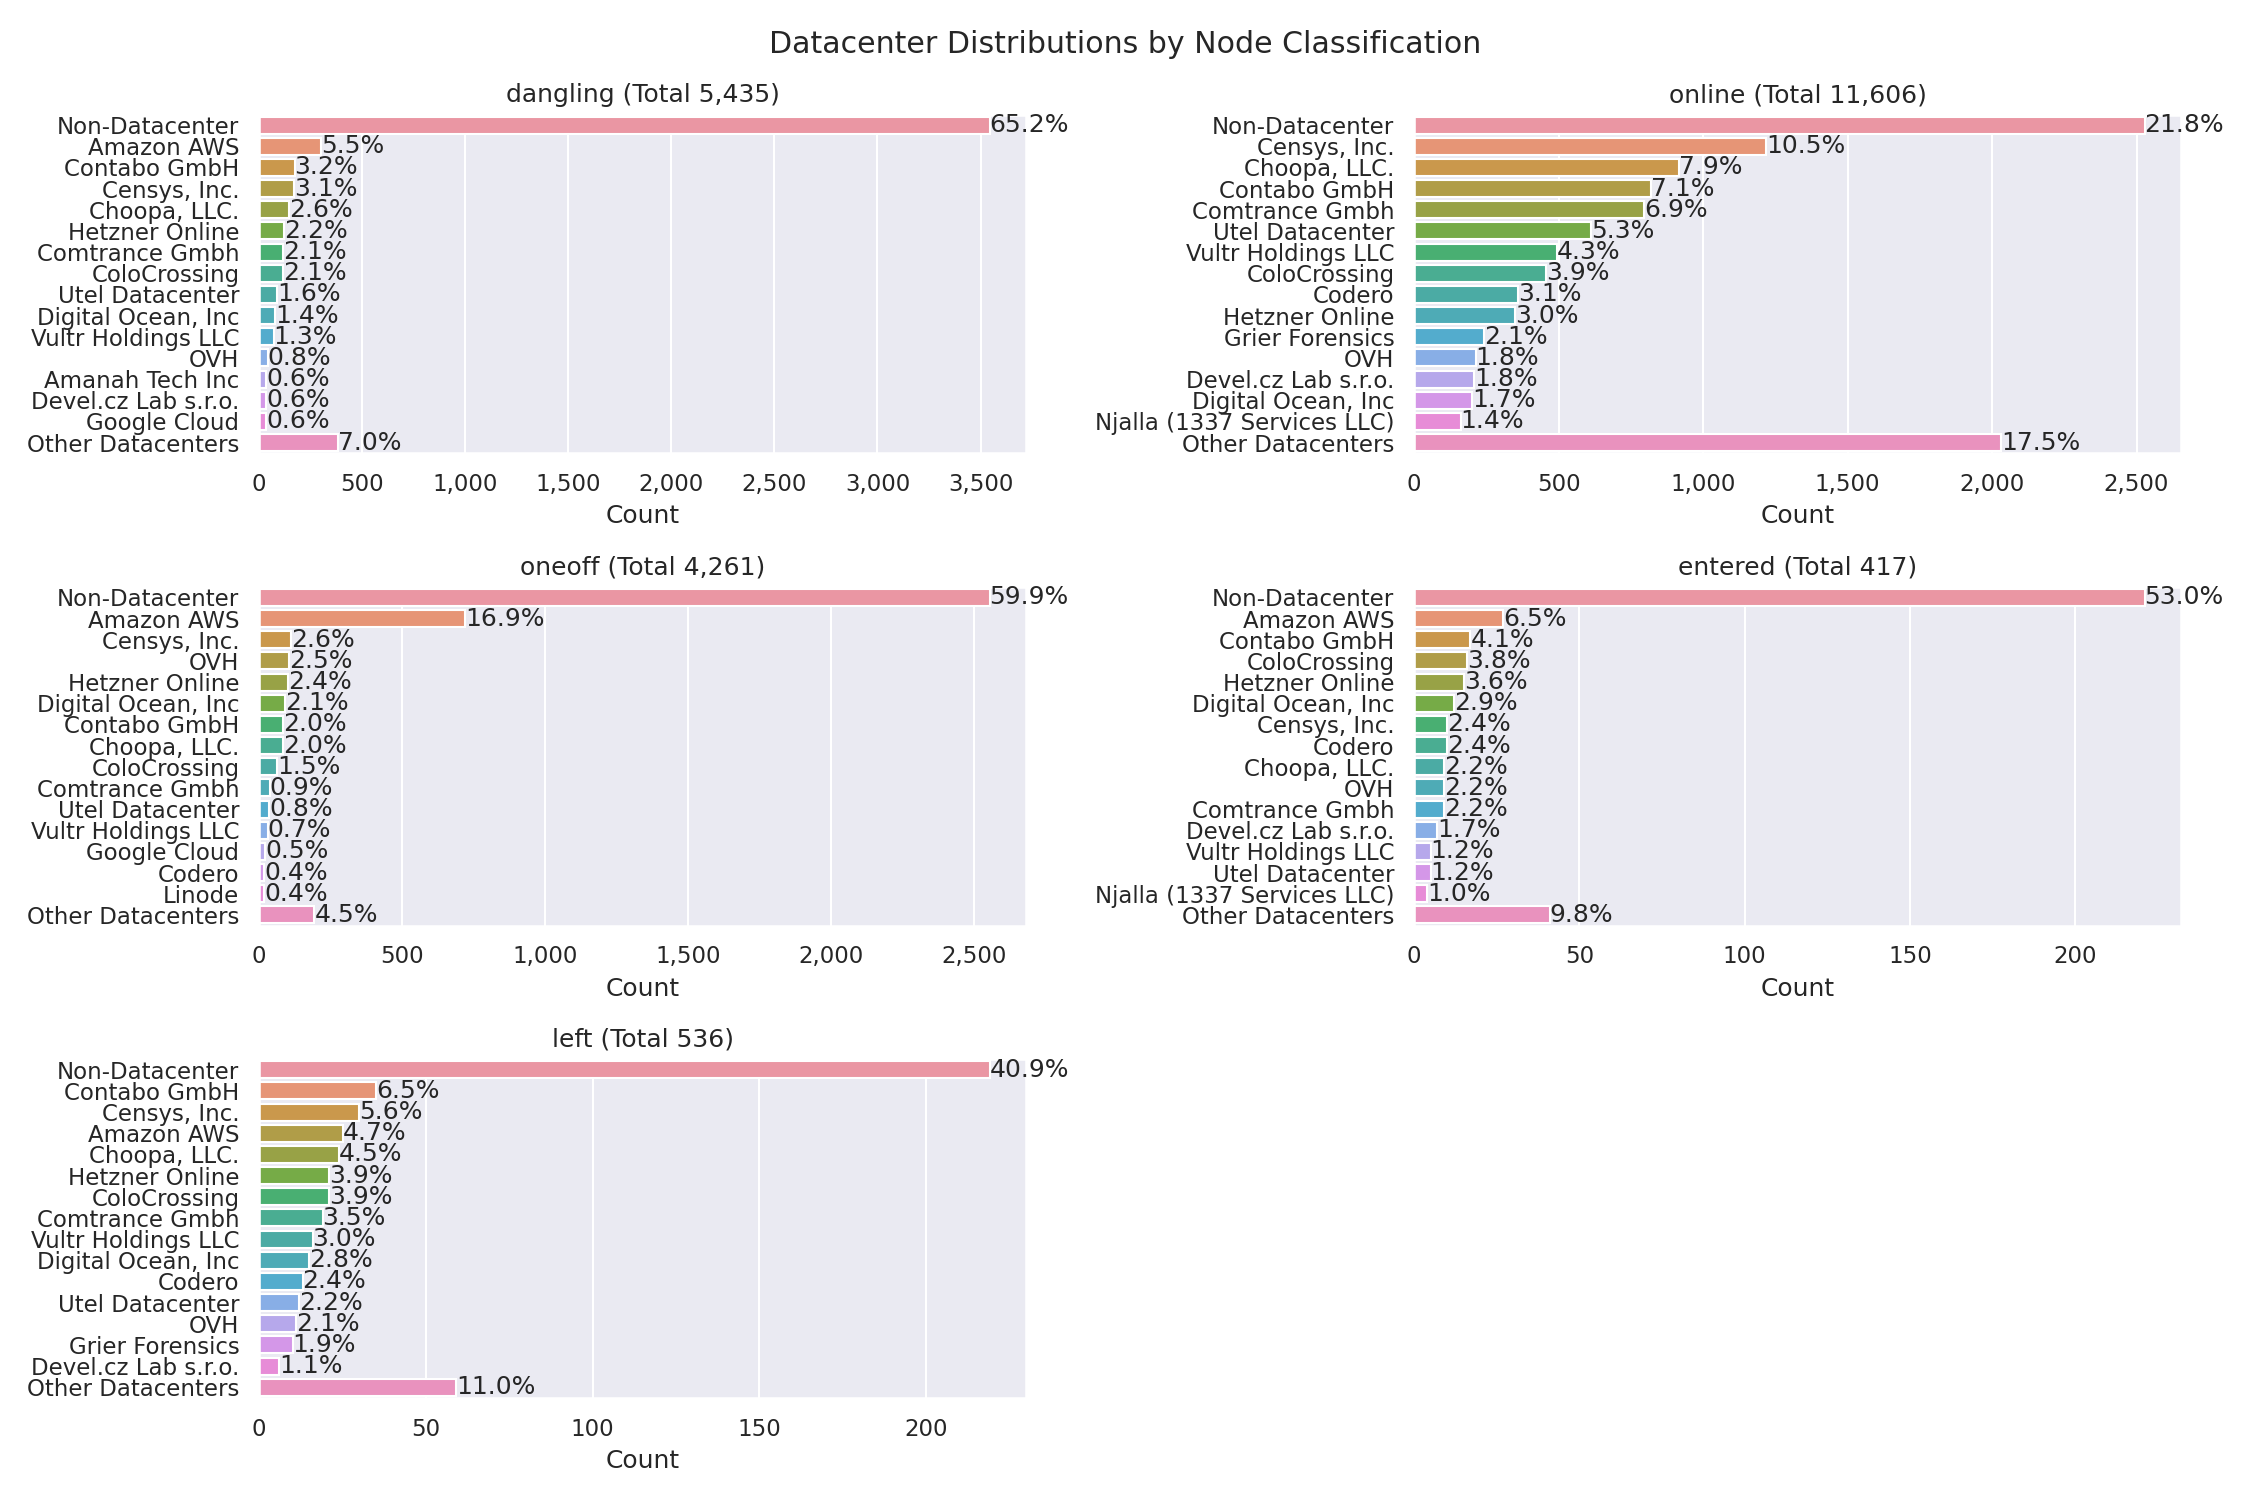 Datacenter Distributions by Node Classification
dangling (Total 5,435)
Non-Datacenter 65.2%
Amazon AWS 5.5%
Contabo GmbH 3.2%
Censys, Inc. 3.1%
Choopa, LLC. 2.6%
Hetzner Online 2.2%
Comtrance Gmbh 2.1%
ColoCrossing 2.1%
Utel Datacenter 1.6%
Digital Ocean, Inc 1.4%
Vultr Holdings LLC 1.3%
OVH 0.8%
Amanah Tech Inc 0.6%
Devel.cz Lab s.r.o. 0.6%
Google Cloud 0.6%
Other Datacenters 7.0%
0 500 1,000 1,500 2,000 2,500 3,000 3,500
Count
online (Total 11,606)
Non-Datacenter 21.8%
Censys, Inc. 10.5%
Choopa, LLC. 7.9%
Contabo GmbH 7.1%
Comtrance Gmbh 6.9%
Utel Datacenter 5.3%
Vultr Holdings LLC 4.3%
ColoCrossing 3.9%
Codero 3.1%
Hetzner Online 3.0%
Grier Forensics 2.1%
OVH 1.8%
Devel.cz Lab s.r.o. 1.8%
Digital Ocean, Inc 1.7%
Njalla (1337 Services LLC) 1.4%
Other Datacenters 17.5%
0 500 1,000 1,500 2,000 2,500
Count
oneoff (Total 4,261)
Non-Datacenter 59.9%
Amazon AWS 16.9%
Censys, Inc. 2.6%
OVH 2.5%
Hetzner Online 2.4%
Digital Ocean, Inc 2.1%
Contabo GmbH 2.0%
Choopa, LLC. 2.0%
ColoCrossing 1.5%
Comtrance Gmbh 0.9%
Utel Datacenter 0.8%
Vultr Holdings LLC 0.7%
Google Cloud 0.5%
Codero 0.4%
Linode 0.4%
Other Datacenters 4.5%
0 500 1,000 1,500 2,000 2,500
Count
entered (Total 417)
Non-Datacenter 53.0%
Amazon AWS 6.5%
Contabo GmbH 4.1%
ColoCrossing 3.8%
Hetzner Online 3.6%
Digital Ocean, Inc 2.9%
Censys, Inc. 2.4%
Codero 2.4%
Choopa, LLC. 2.2%
OVH 2.2%
Comtrance Gmbh 2.2%
Devel.cz Lab s.r.o. 1.7%
Vultr Holdings LLC 1.2%
Utel Datacenter 1.2%
Njalla (1337 Services LLC) 1.0%
Other Datacenters 9.8%
0 50 100 150 200
Count
left (Total 536)
Non-Datacenter 40.9%
Contabo GmbH 6.5%
Censys, Inc. 5.6%
Amazon AWS 4.7%
Choopa, LLC. 4.5%
Hetzner Online 3.9%
ColoCrossing 3.9%
Comtrance Gmbh 3.5%
Vultr Holdings LLC 3.0%
Digital Ocean, Inc 2.8%
Codero 2.4%
Utel Datacenter 2.2%
OVH 2.1%
Grier Forensics 1.9%
Devel.cz Lab s.r.o. 1.1%
Other Datacenters 11.0%
0 50 100 150 200
Count